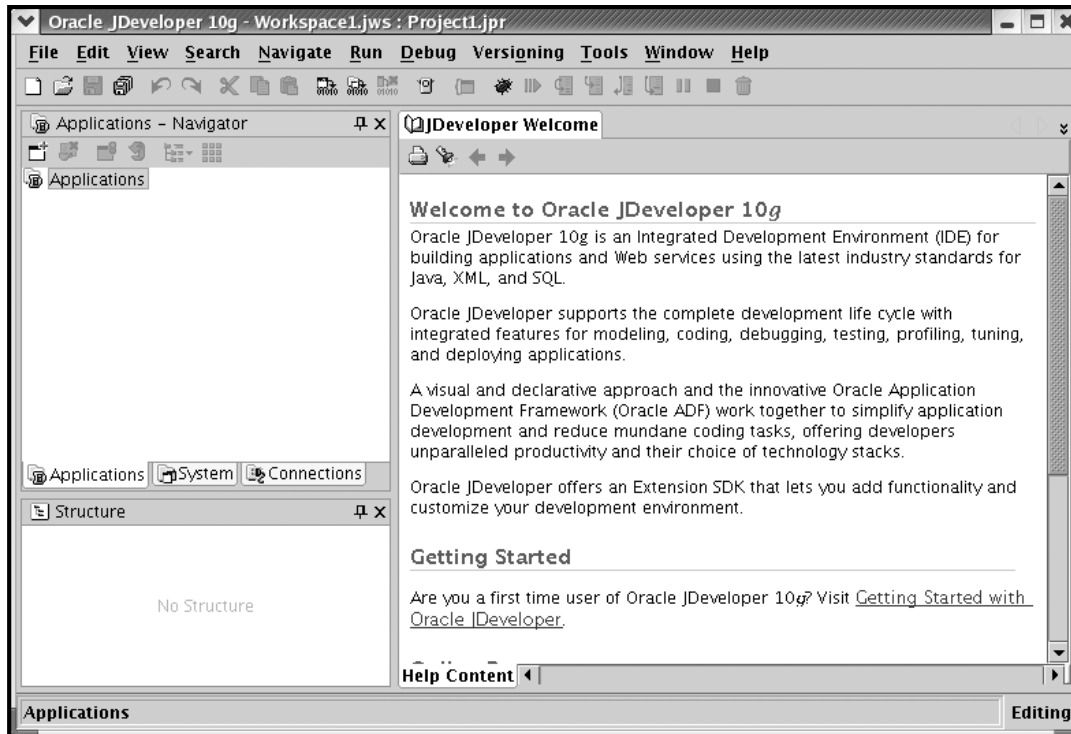 Oracle JDeveloper 10g - Workspace1.jws : Project1.jpr
File Edit View Search Navigate Run Debug Versioning Tools Window Help
Applications - Navigator
Applications
Applications System Connections
Structure
No Structure
JDeveloper Welcome
Welcome to Oracle JDeveloper 10g
Oracle JDeveloper 10g is an Integrated Development Environment (IDE) for
building applications and Web services using the latest industry standards for
Java, XML, and SQL.
Oracle JDeveloper supports the complete development life cycle with
integrated features for modeling, coding, debugging, testing, profiling, tuning,
and deploying applications.
A visual and declarative approach and the innovative Oracle Application
Development Framework (Oracle ADF) work together to simplify application
development and reduce mundane coding tasks, offering developers
unparalleled productivity and their choice of technology stacks.
Oracle JDeveloper offers an Extension SDK that lets you add functionality and
customize your development environment.
Getting Started
Are you a first time user of Oracle JDeveloper 10g? Visit Getting Started with
Oracle JDeveloper.
Help Content
Applications
Editing